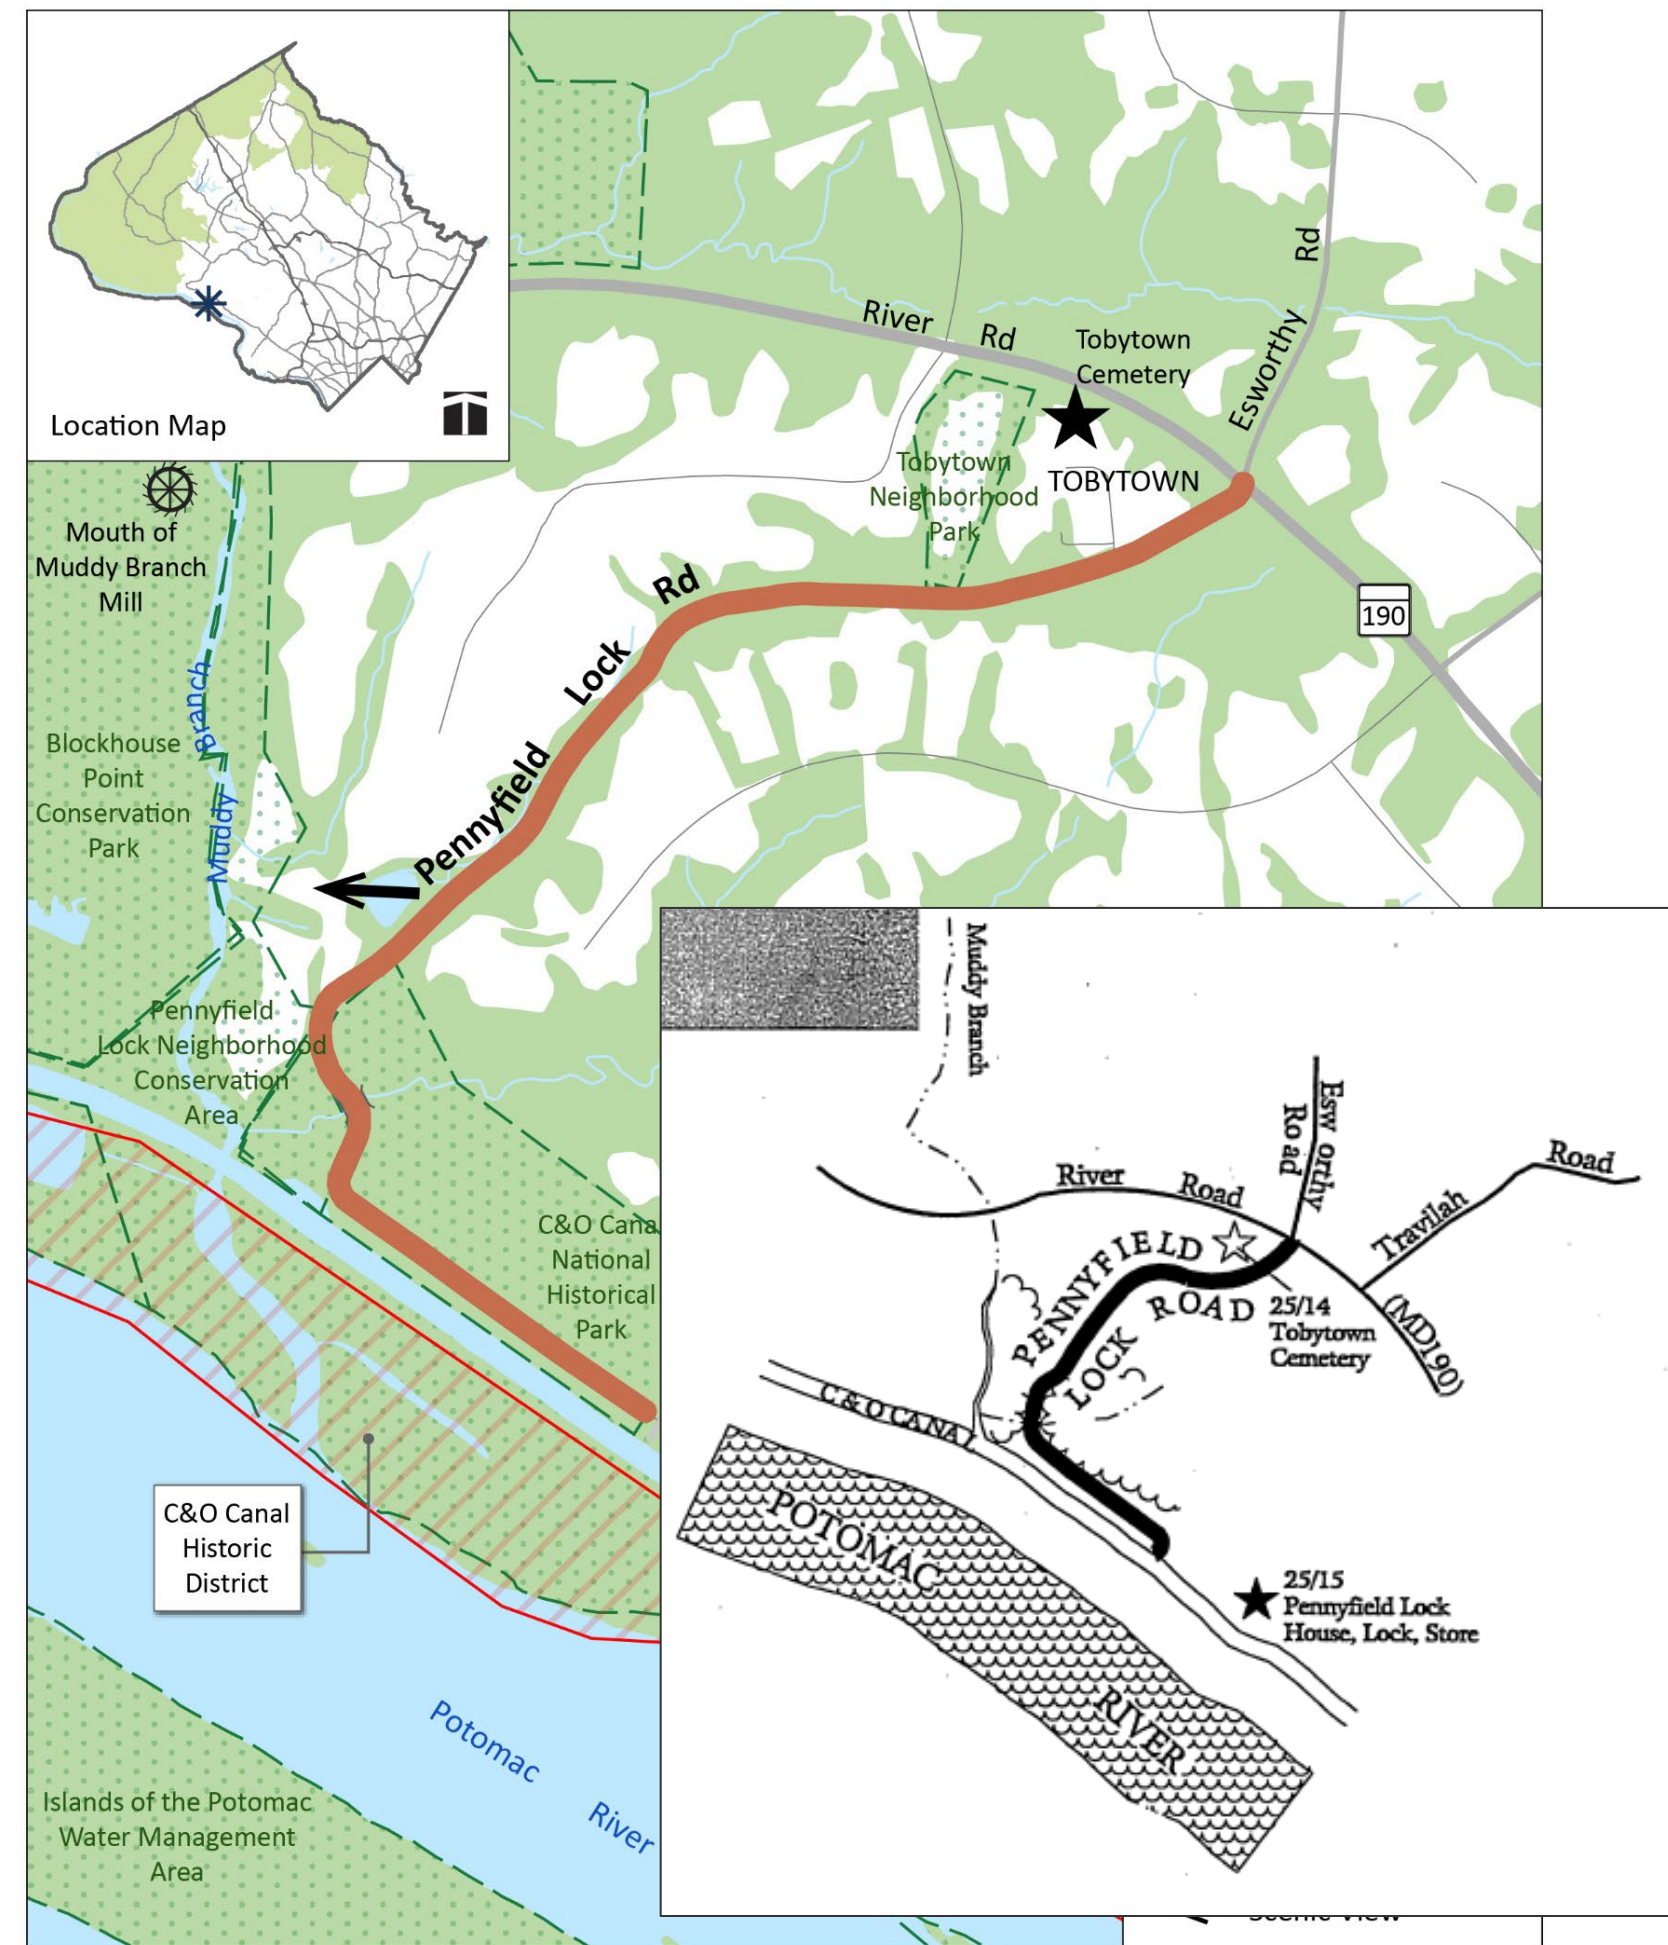 Location Map
River Rd
Tobytown
Cemetery
Esworthy Rd
TOBYTOWN
Tobytown
Neighborhood
Park
190
Mouth of
Muddy Branch
Mill
Muddy Branch
Blockhouse
Point
Conservation
Park
Pennyfield Lock Rd
Pennyfield
Lock Neighborhood
Conservation
Area
C&O Cana
National
Historical
Park
C&O Canal
Historic
District
Potomac River
Islands of the Potomac
Water Management
Area
Muddy Branch
Esworthy
Road
River Road
Travilah Road
PENNYFIELD
LOCK ROAD
25/14
Tobytown
Cemetery
(MD190)
C & O CANAL
POTOMAC RIVER
25/15
Pennyfield Lock
House, Lock, Store